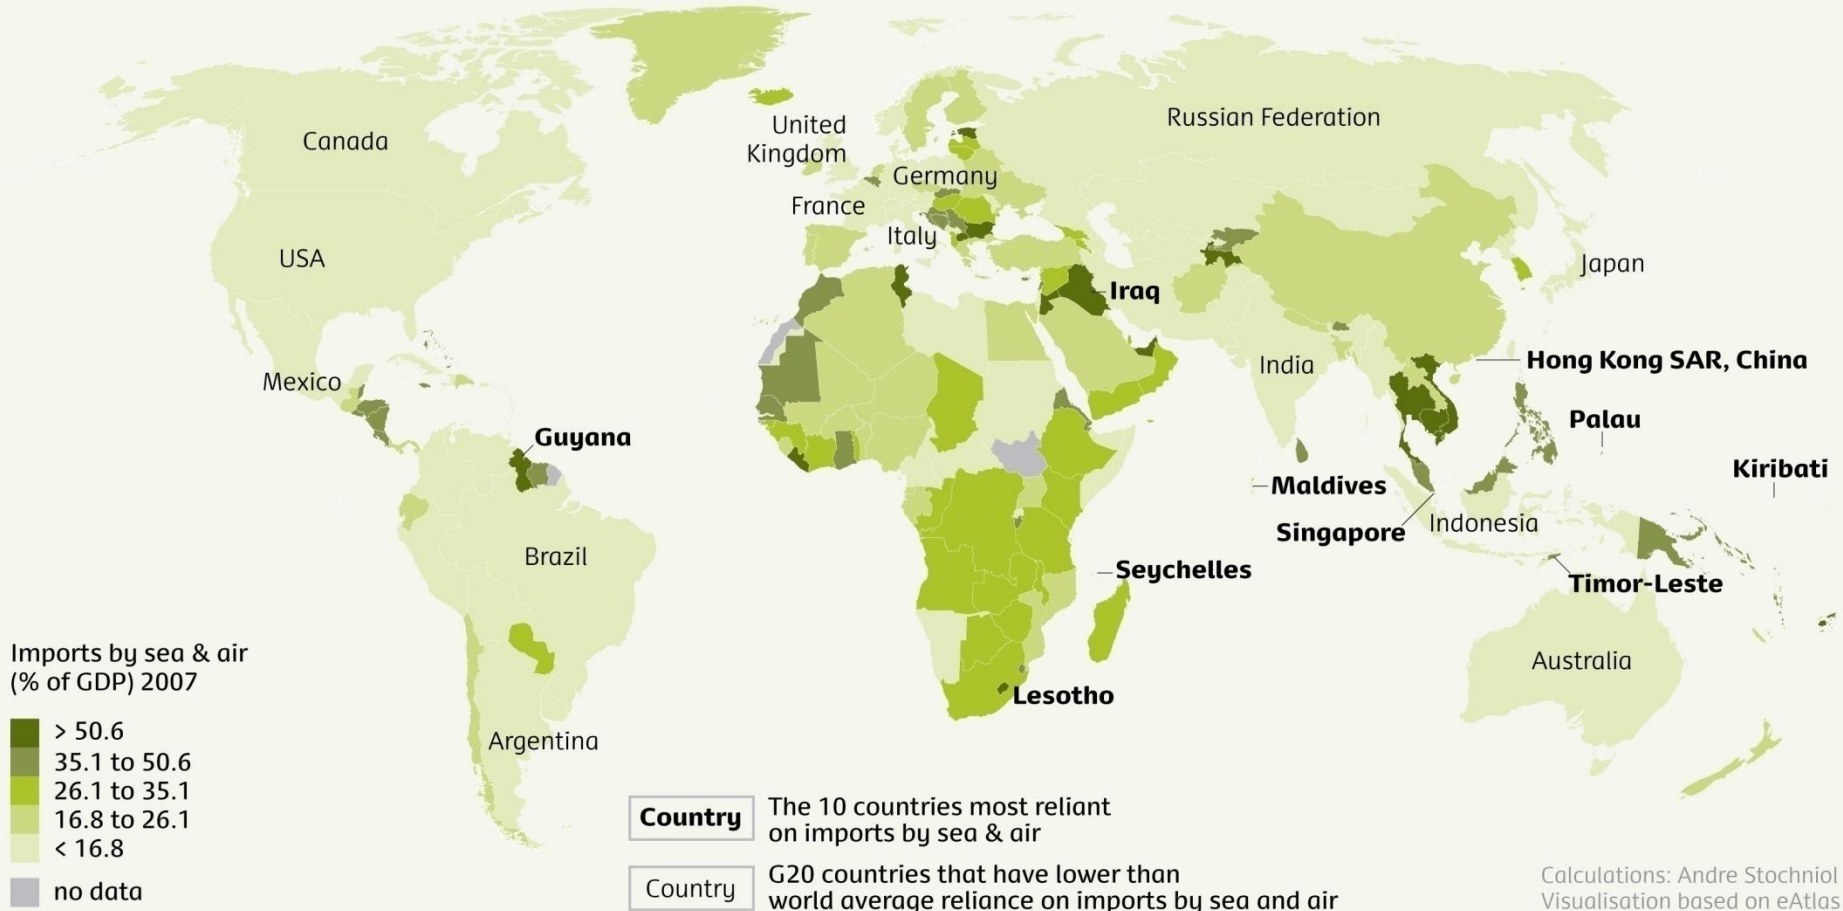 Canada
United
Kingdom
Russian Federation
Germany
France
Italy
USA
Japan
Iraq
Mexico
India
Hong Kong SAR, China
Palau
Guyana
Kiribati
Maldives
Singapore
Indonesia
Brazil
Seychelles
Timor-Leste
Australia
Lesotho
Argentina
Imports by sea & air
(% of GDP) 2007
> 50.6
35.1 to 50.6
26.1 to 35.1
16.8 to 26.1
< 16.8
no data
Country
The 10 countries most reliant
on imports by sea & air
Country
G20 countries that have lower than
world average reliance on imports by sea and air
Calculations: Andre Stochniol
Visualisation based on eAtlas